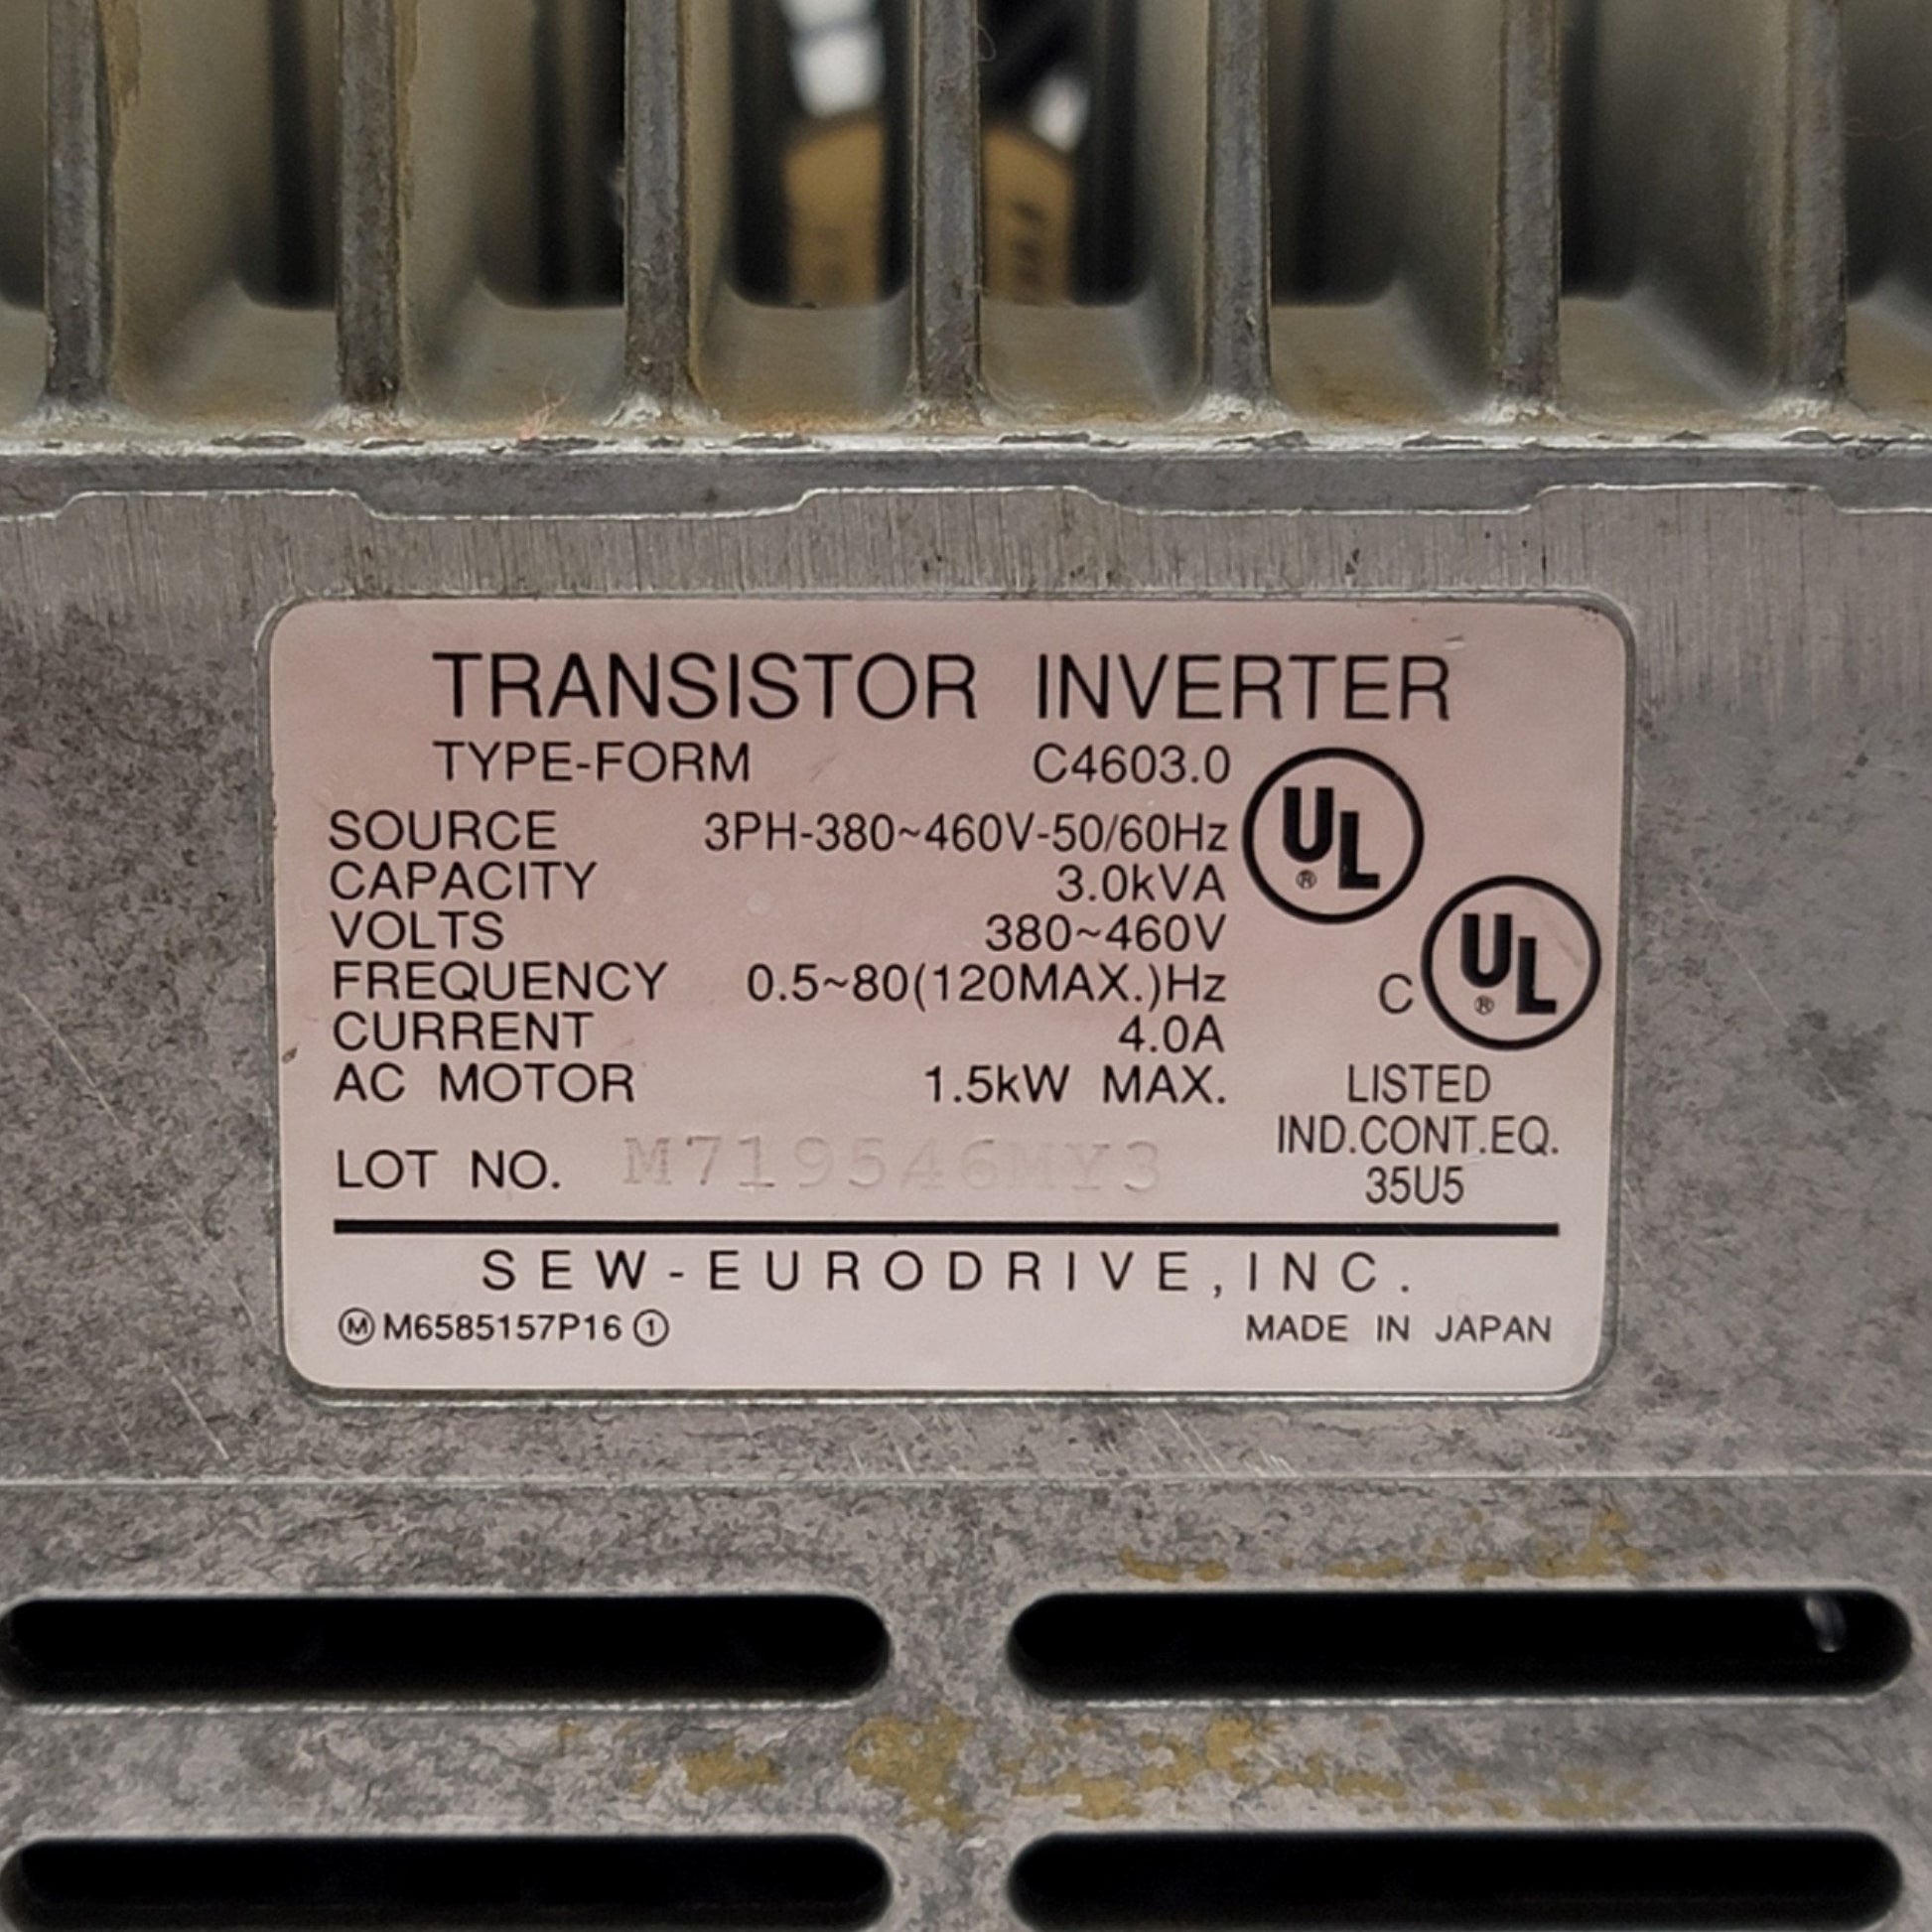 TRANSISTOR INVERTER
TYPE-FORM C4603.0
SOURCE 3PH-380~460V-50/60Hz
CAPACITY 3.0kVA
VOLTS 380~460V
FREQUENCY 0.5~80(120MAX.)Hz
CURRENT 4.0A
AC MOTOR 1.5kW MAX.
LOT NO. M719546MY3
UL ®
C UL ®
LISTED
IND.CONT.EQ.
35U5
SEW-EURODRIVE,INC.
Ⓜ M6585157P16 ① MADE IN JAPAN